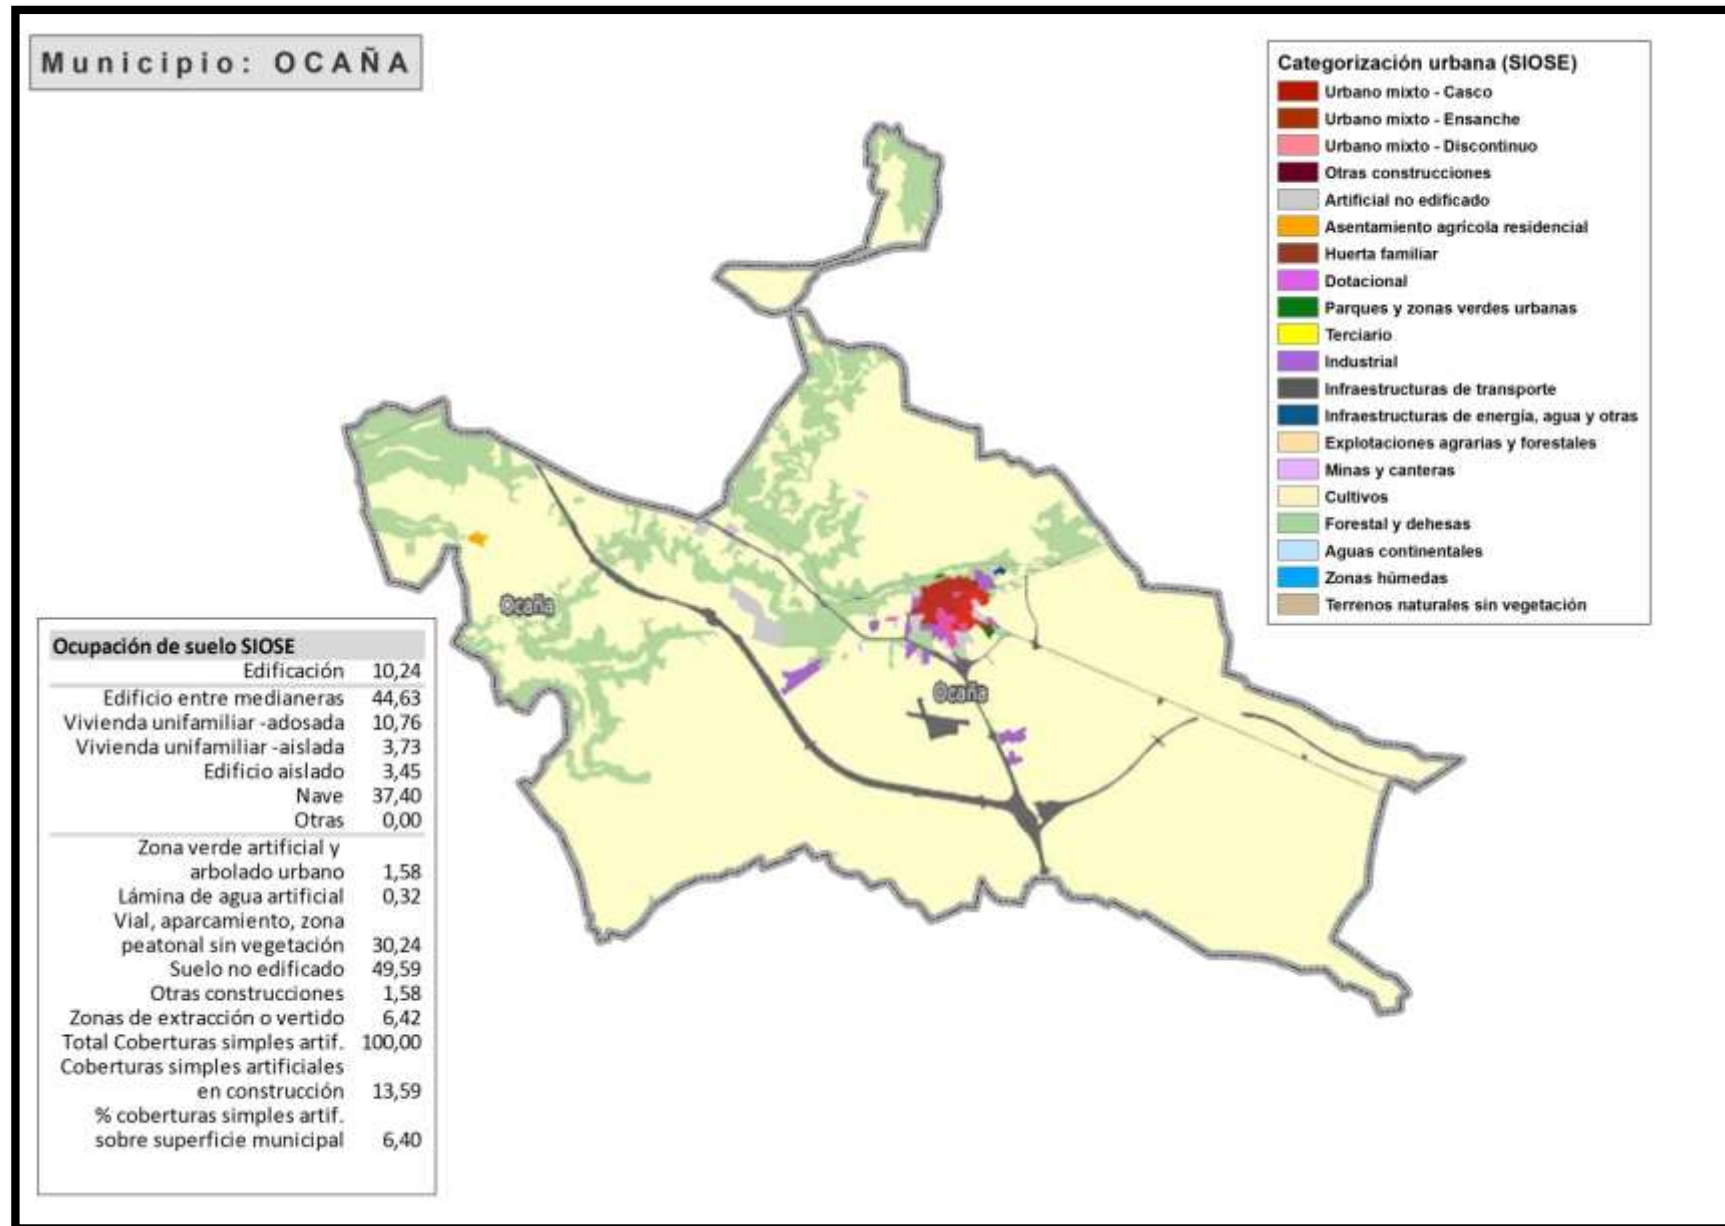 Municipio: OCAÑA
Categorización urbana (SIOSE)
Urbano mixto - Casco
Urbano mixto - Ensanche
Urbano mixto - Discontinuo
Otras construcciones
Artificial no edificado
Asentamiento agrícola residencial
Huerta familiar
Dotacional
Parques y zonas verdes urbanas
Terciario
Industrial
Infraestructuras de transporte
Infraestructuras de energía, agua y otras
Explotaciones agrarias y forestales
Minas y canteras
Cultivos
Forestal y dehesas
Aguas continentales
Zonas húmedas
Terrenos naturales sin vegetación
Ocaña
Ocaña
Ocupación de suelo SIOSE
Edificación 10,24
Edificio entre medianeras 44,63
Vivienda unifamiliar -adosada 10,76
Vivienda unifamiliar -aislada 3,73
Edificio aislado 3,45
Nave 37,40
Otras 0,00
Zona verde artificial y
arbolado urbano 1,58
Lámina de agua artificial 0,32
Vial, aparcamiento, zona
peatonal sin vegetación 30,24
Suelo no edificado 49,59
Otras construcciones 1,58
Zonas de extracción o vertido 6,42
Total Coberturas simples artif. 100,00
Coberturas simples artificiales
en construcción 13,59
% coberturas simples artif.
sobre superficie municipal 6,40